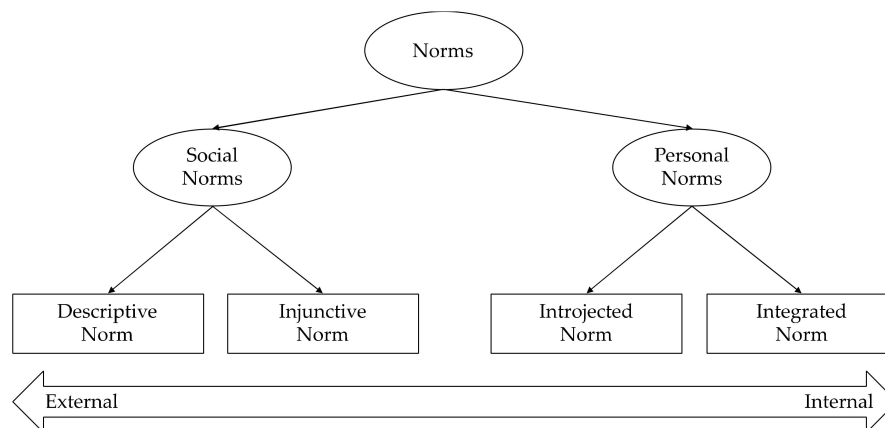 Norms
Social
Norms
Personal
Norms
Descriptive
Norm
Injunctive
Norm
Introjected
Norm
Integrated
Norm
External
Internal